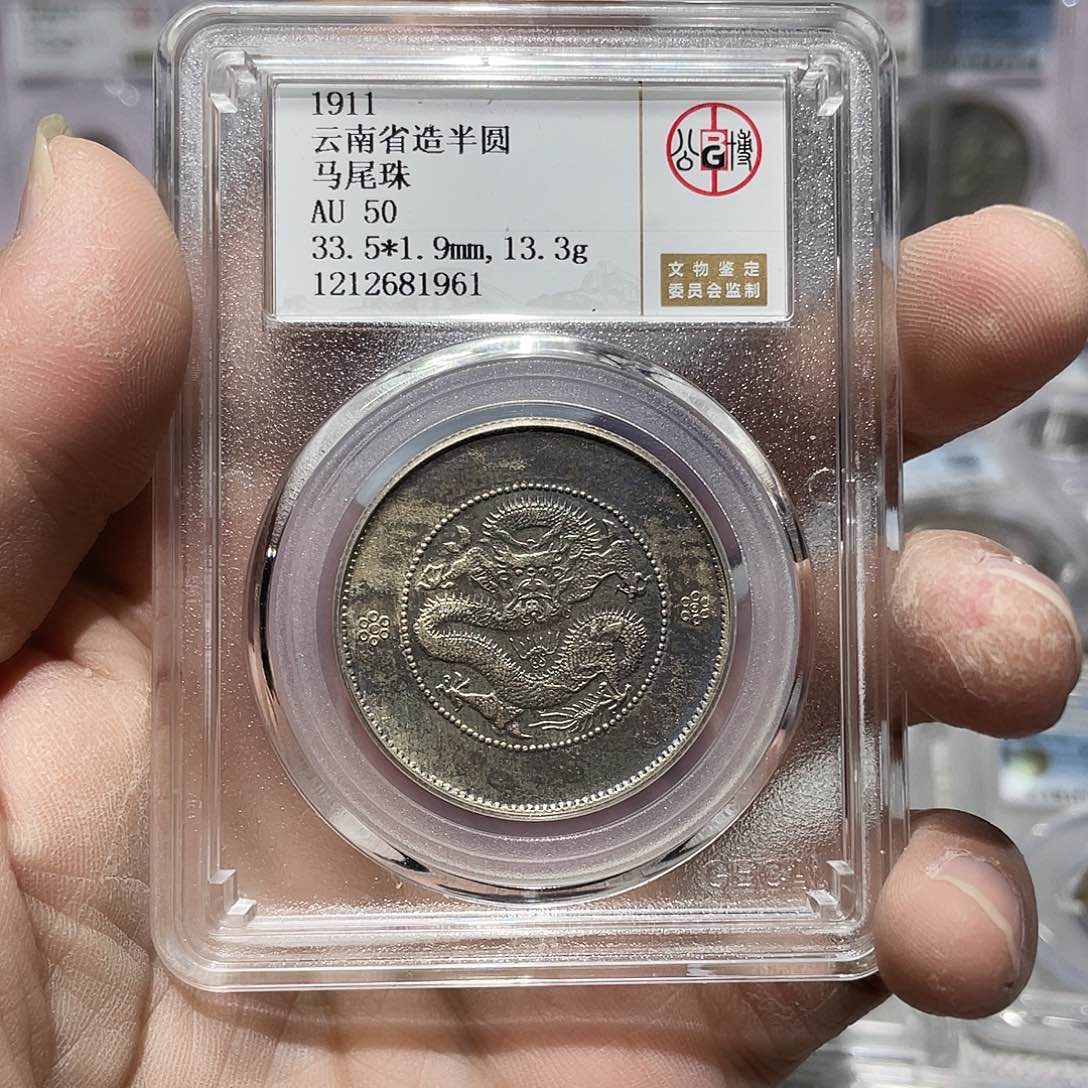 1911
云南省造半圆
马尾珠
AU 50
33.5*1.9mm,13.3g
1212681961
公 BG 博
文物鉴定
委员会监制